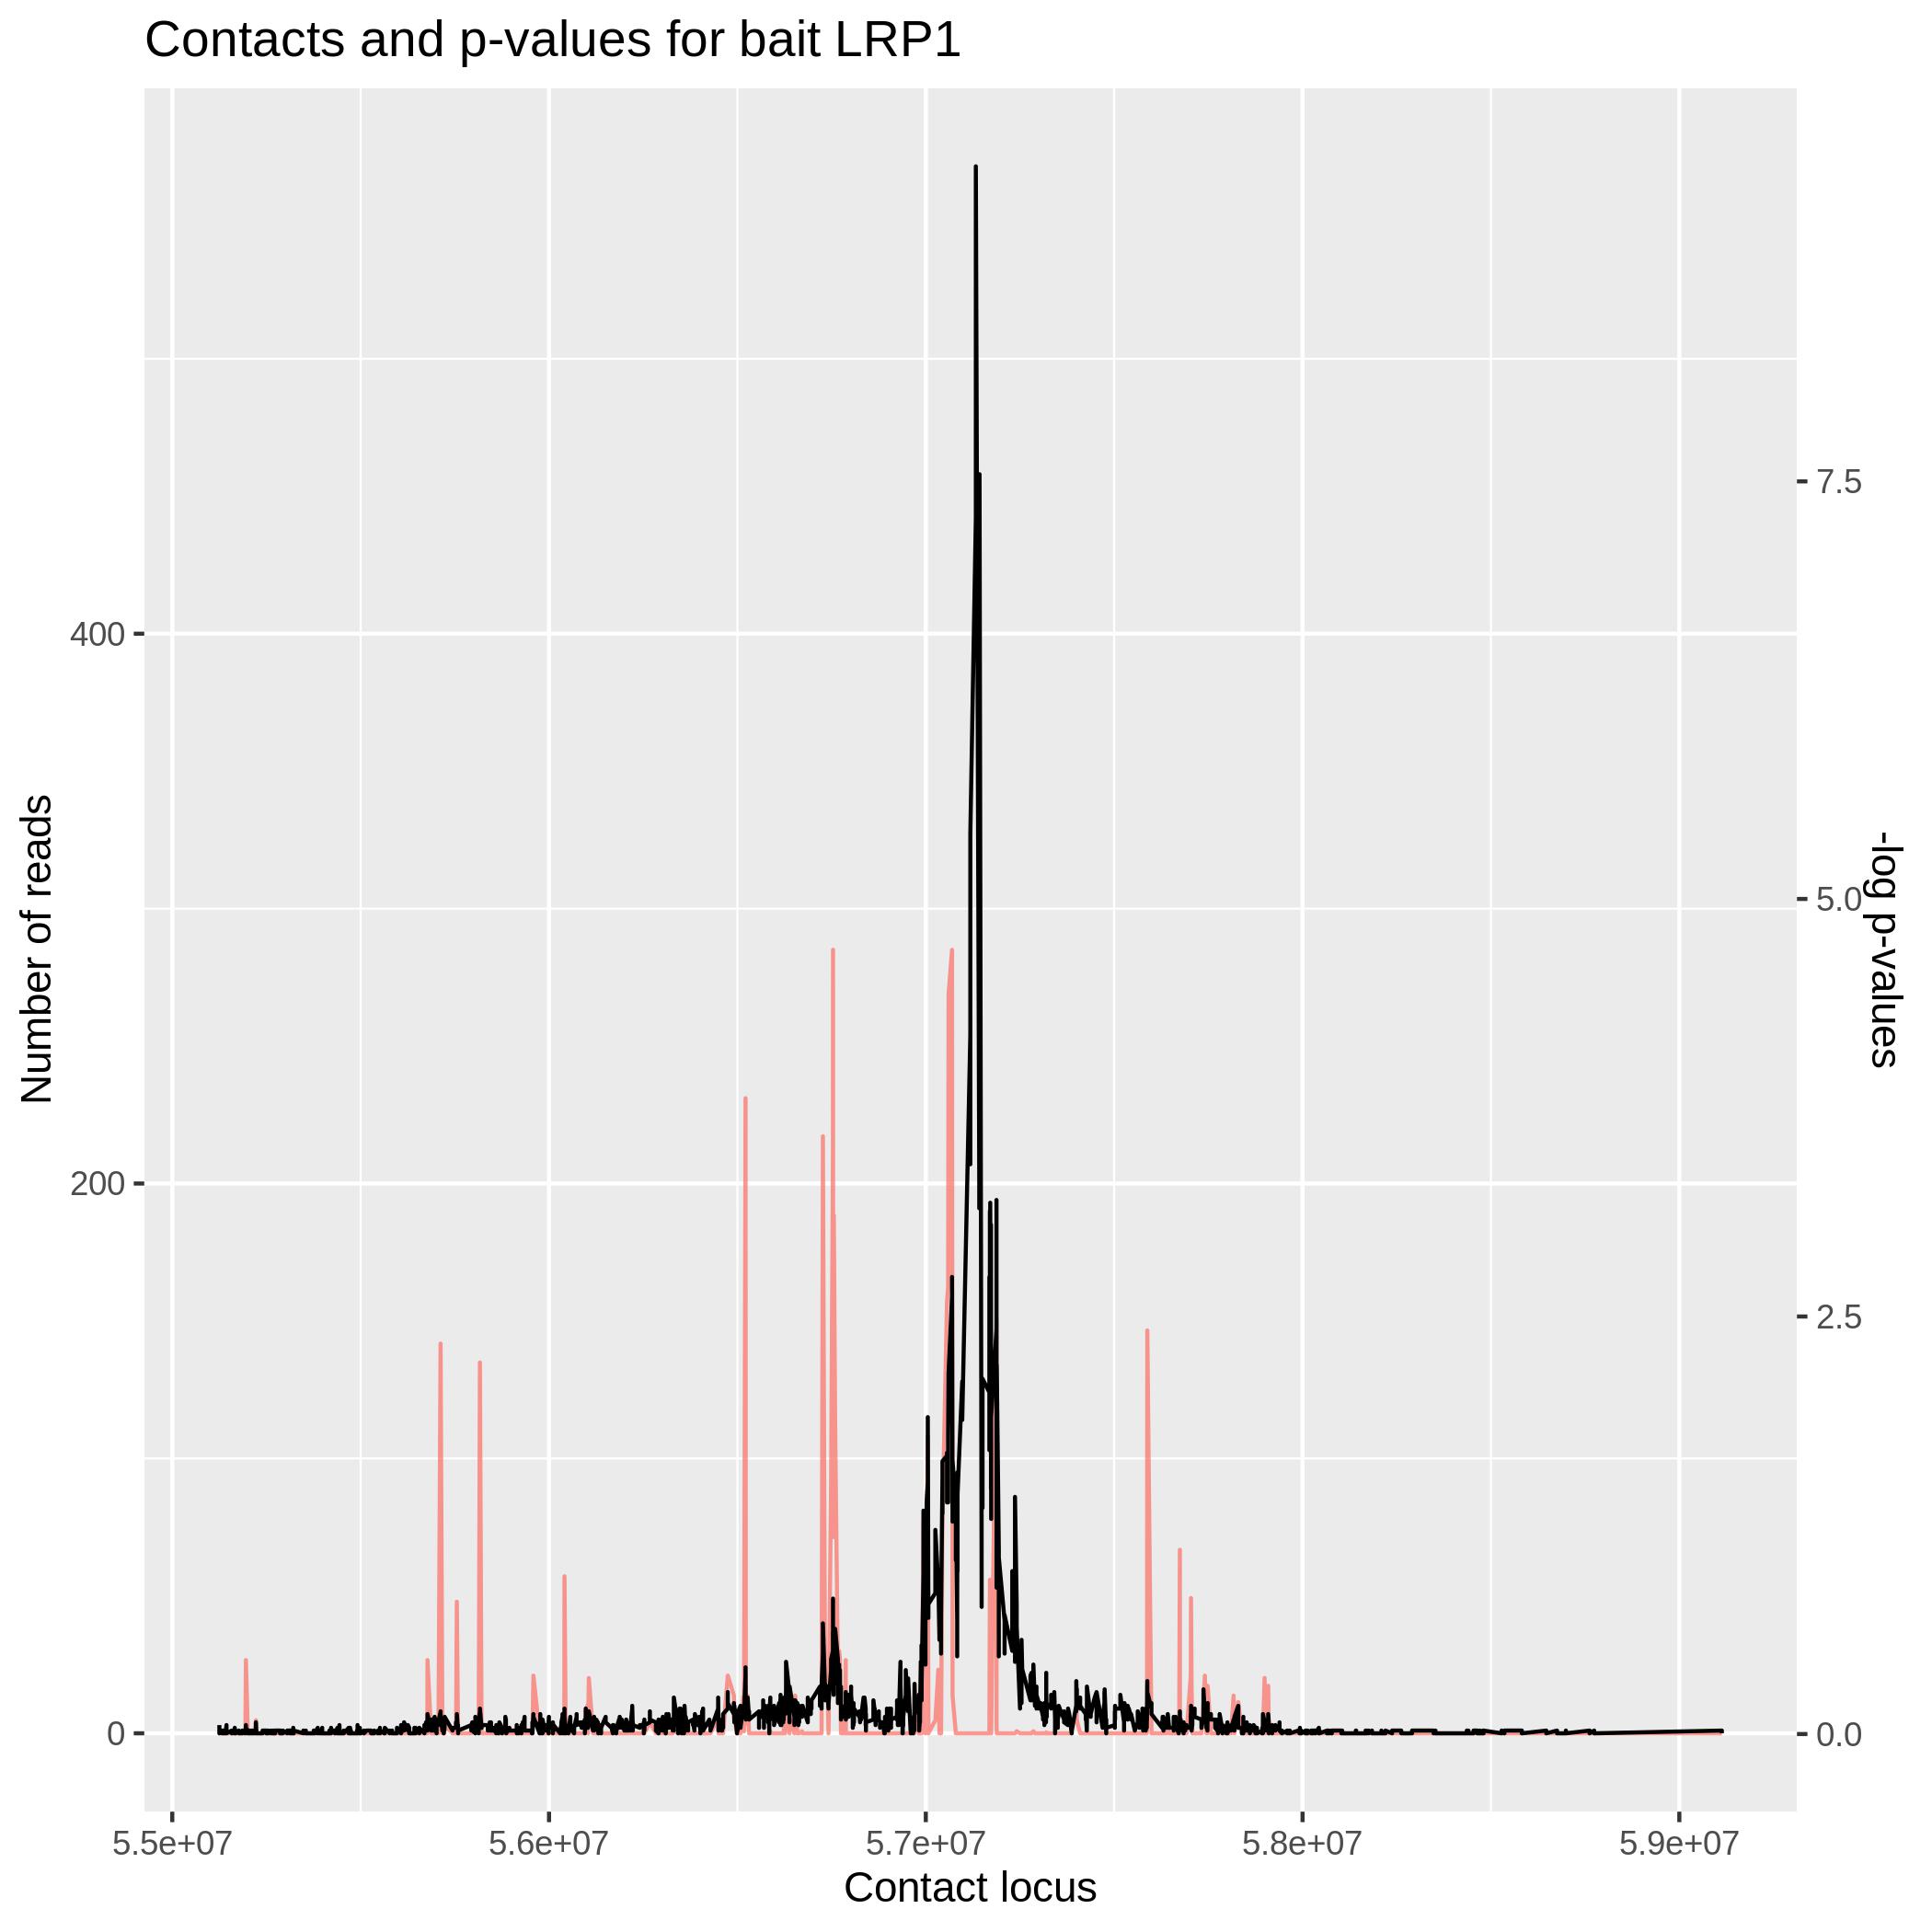 Contacts and p-values for bait LRP1
Number of reads
400
200
0
7.5
5.0
2.5
0.0
-log p-values
5.5e+07
5.6e+07
5.7e+07
5.8e+07
5.9e+07
Contact locus